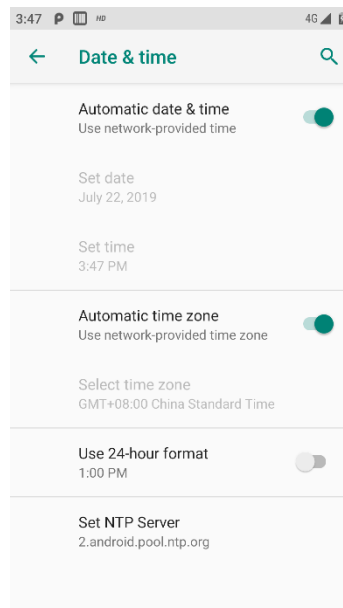 3:47 HD 4G
Date & time
Automatic date & time
Use network-provided time
Set date
July 22, 2019
Set time
3:47 PM
Automatic time zone
Use network-provided time zone
Select time zone
GMT+08:00 China Standard Time
Use 24-hour format
1:00 PM
Set NTP Server
2.android.pool.ntp.org